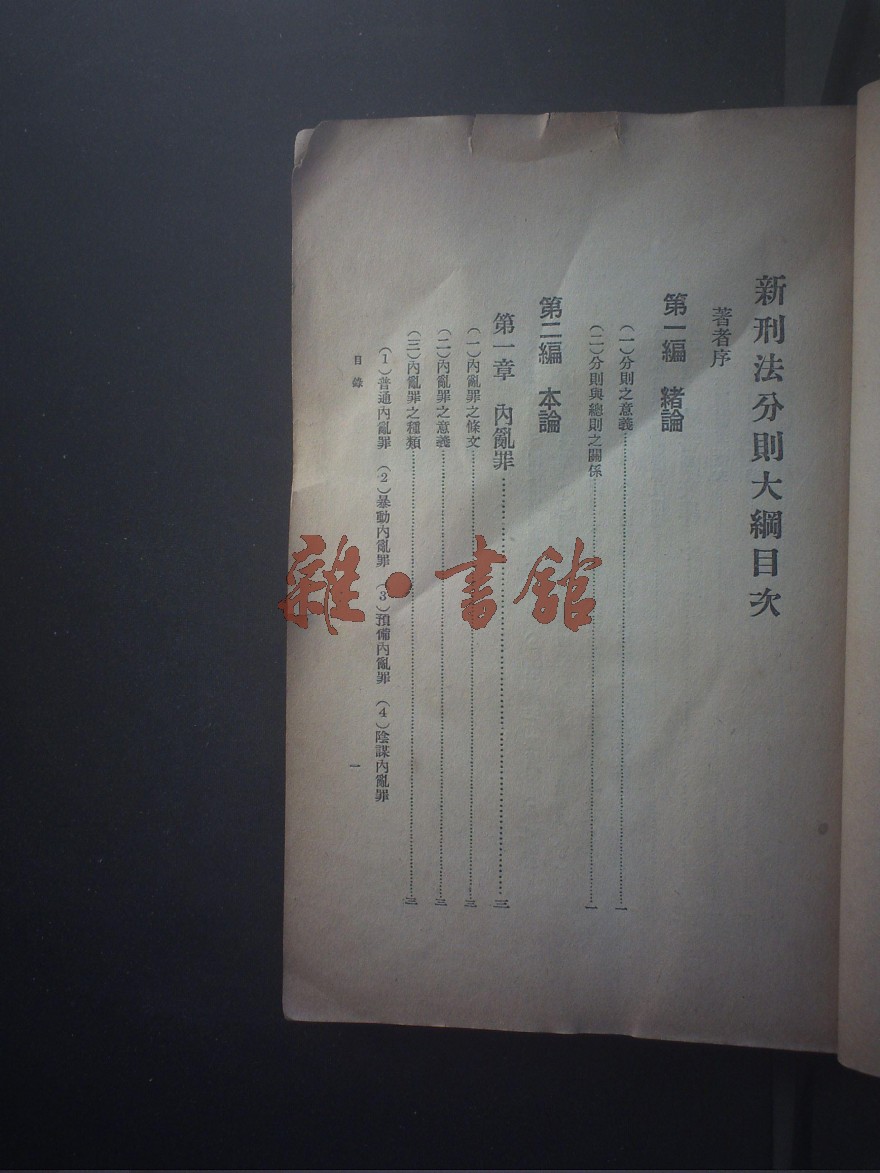 新刑法分則大綱目次
著者序
第一編　緒論
(一)分則之意義……一
(二)分則與總則之關係……一
第二編　本論
第一章　內亂罪……三
(一)內亂罪之條文……三
(二)內亂罪之意義……三
(三)內亂罪之種類……三
(1)普通內亂罪　(2)暴動內亂罪　(3)預備內亂罪　(4)陰謀內亂罪
目錄　一
雜·書館